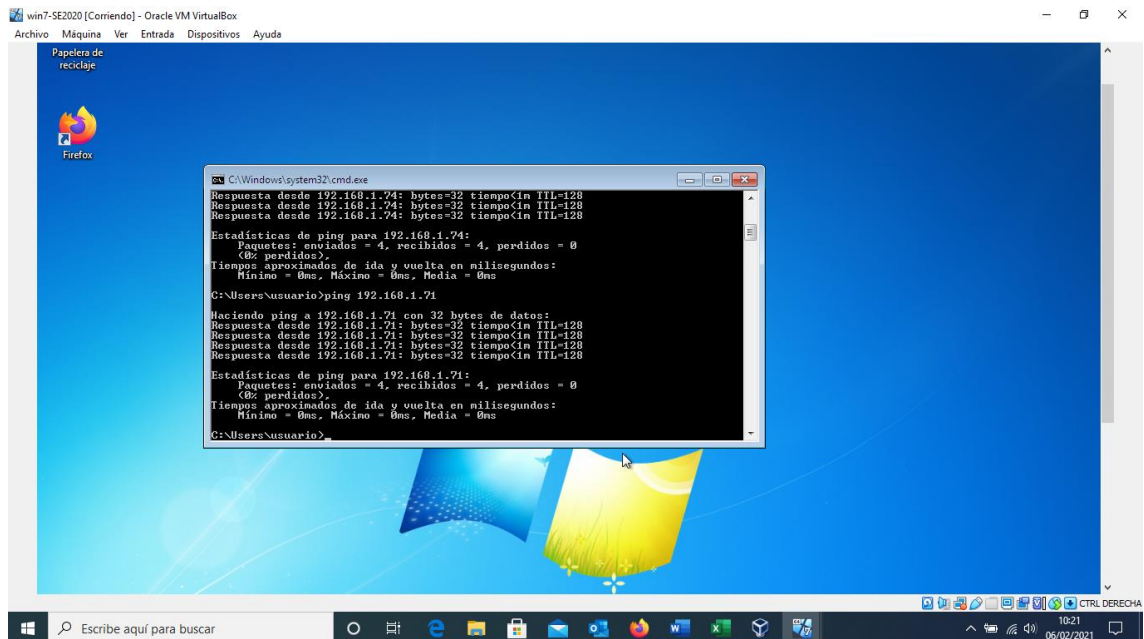 win7-SE2020 [Corriendo] - Oracle VM VirtualBox
Archivo Máquina Ver Entrada Dispositivos Ayuda
Papelera de
reciclaje
Firefox
C:\Windows\system32\cmd.exe
Respuesta desde 192.168.1.74: bytes=32 tiempo<1m TTL=128
Respuesta desde 192.168.1.74: bytes=32 tiempo<1m TTL=128
Respuesta desde 192.168.1.74: bytes=32 tiempo<1m TTL=128
Estadísticas de ping para 192.168.1.74:
Paquetes: enviados = 4, recibidos = 4, perdidos = 0
(0% perdidos),
Tiempos aproximados de ida y vuelta en milisegundos:
Mínimo = 0ms, Máximo = 0ms, Media = 0ms
C:\Users\usuario>ping 192.168.1.71
Haciendo ping a 192.168.1.71 con 32 bytes de datos:
Respuesta desde 192.168.1.71: bytes=32 tiempo<1m TTL=128
Respuesta desde 192.168.1.71: bytes=32 tiempo<1m TTL=128
Respuesta desde 192.168.1.71: bytes=32 tiempo<1m TTL=128
Respuesta desde 192.168.1.71: bytes=32 tiempo<1m TTL=128
Estadísticas de ping para 192.168.1.71:
Paquetes: enviados = 4, recibidos = 4, perdidos = 0
(0% perdidos),
Tiempos aproximados de ida y vuelta en milisegundos:
Mínimo = 0ms, Máximo = 0ms, Media = 0ms
C:\Users\usuario>_
CTRL DERECHA
Escribe aquí para buscar
10:21
06/02/2021